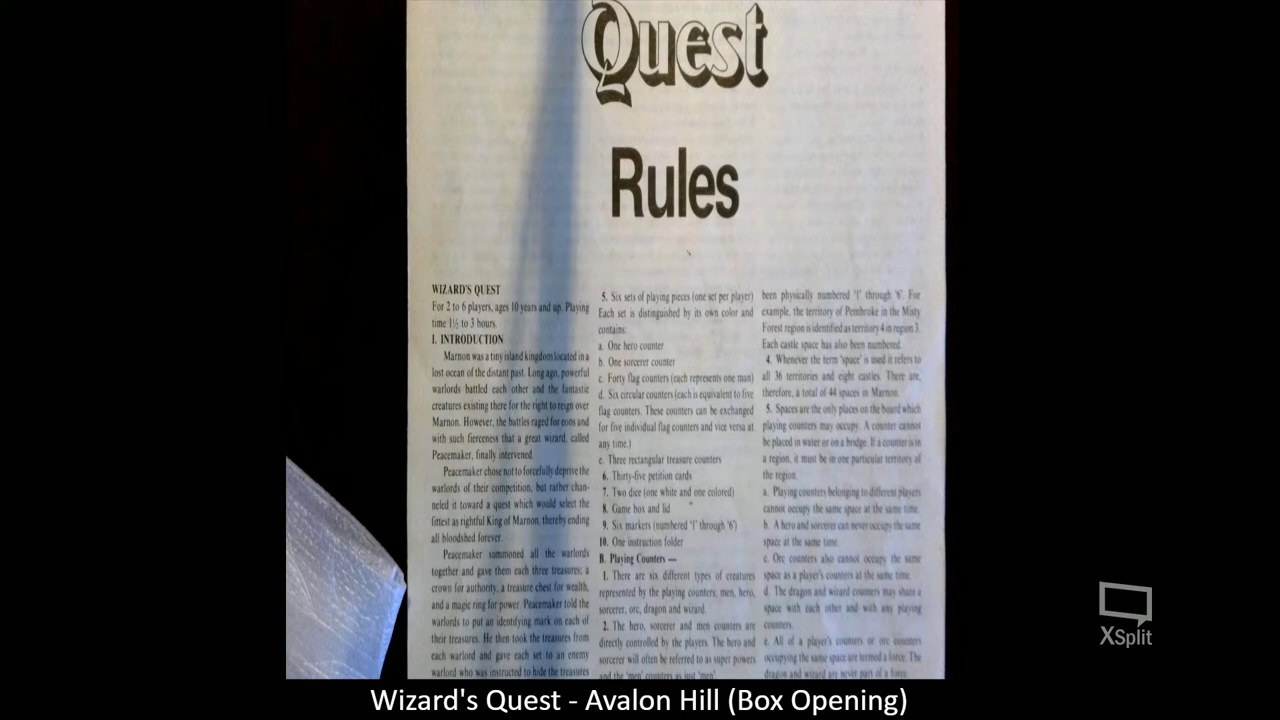 Quest
Rules
WIZARD'S QUEST
For 2 to 6 players, ages 10 years and up. Playing
time 1½ to 3 hours.
I. INTRODUCTION
Marnon was a tiny island kingdom located in a
lost ocean of the distant past. Long ago, powerful
warlords battled each other and the fantastic
creatures existing there for the right to reign over
Marnon. However, the battles raged for eons and
with such fierceness that a great wizard, called
Peacemaker, finally intervened.
Peacemaker chose not to forcefully deprive the
warlords of their competition, but rather chan-
neled it toward a quest which would select the
fittest as rightful King of Marnon, thereby ending
all bloodshed forever.
Peacemaker summoned all the warlords
together and gave them each three treasures; a
crown for authority, a treasure chest for wealth,
and a magic ring for power. Peacemaker told the
warlords to put an identifying mark on each of
their treasures. He then took the treasures from
each warlord and gave each set to an enemy
warlord who was instructed to hide the treasures
5. Six sets of playing pieces (one set per player)
Each set is distinguished by its own color and
contains:
a. One hero counter
b. One sorcerer counter
c. Forty flag counters (each represents one man)
d. Six circular counters (each is equivalent to five
flag counters. These counters can be exchanged
for five individual flag counters and vice versa at
any time.)
e. Three rectangular treasure counters
6. Thirty-five petition cards
7. Two dice (one white and one colored)
8. Game box and lid
9. Six markers (numbered '1' through '6')
10. One instruction folder
B. Playing Counters —
1. There are six different types of creatures
represented by the playing counters; men, hero,
sorcerer, orc, dragon and wizard.
2. The hero, sorcerer and men counters are
directly controlled by the players. The hero and
sorcerer will often be referred to as super powers
and the 'men' counters as just 'men'.
been physically numbered '1' through '6'. For
example, the territory of Pembroke in the Misty
Forest region is identified as territory 4 in region 3.
Each castle space has also been numbered.
4. Whenever the term 'space' is used it refers to
all 36 territories and eight castles. There are,
therefore, a total of 44 spaces in Marnon.
5. Spaces are the only places on the board which
playing counters may occupy. A counter cannot
be placed in water or on a bridge. If a counter is in
a region, it must be in one particular territory of
the region.
a. Playing counters belonging to different players
cannot occupy the same space at the same time.
b. A hero and sorcerer can never occupy the same
space at the same time.
c. Orc counters also cannot occupy the same
space as a player's counters at the same time.
d. The dragon and wizard counters may share a
space with each other and with any playing
counters.
e. All of a player's counters or orc counters
occupying the same space are termed a force. The
dragon and wizard are never part of a force.
XSplit
Wizard's Quest - Avalon Hill (Box Opening)